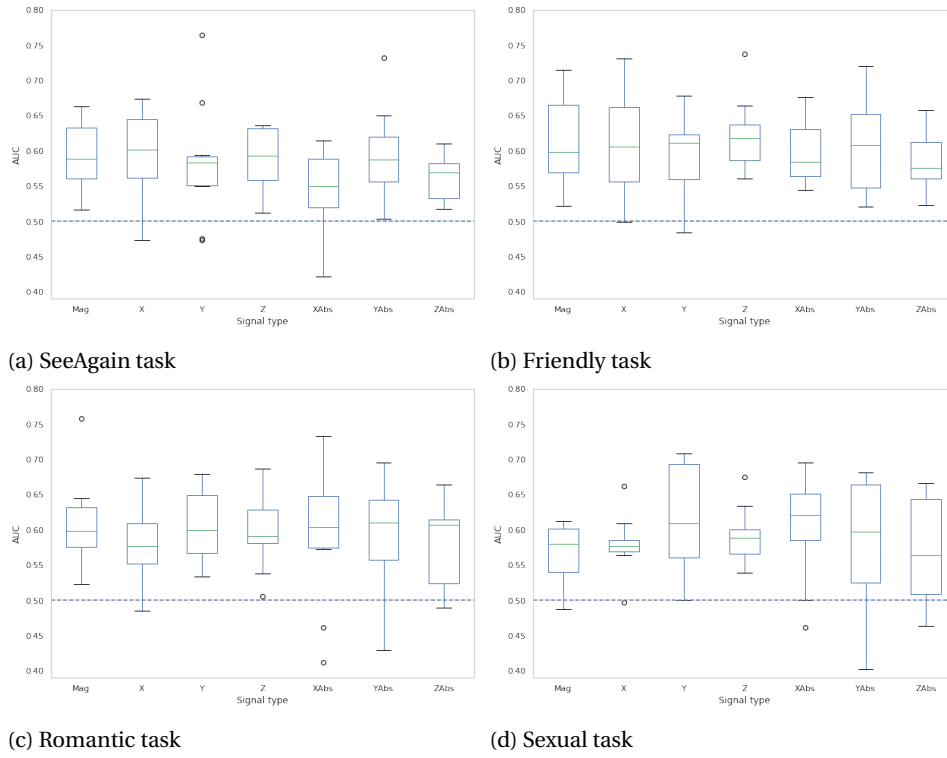 0.80
0.75
0.70
0.65
0.60
0.55
0.50
0.45
0.40
AUC
Mag X Y Z XAbs YAbs ZAbs
Signal type
(a) SeeAgain task
0.80
0.75
0.70
0.65
0.60
0.55
0.50
0.45
0.40
AUC
Mag X Y Z XAbs YAbs ZAbs
Signal type
(b) Friendly task
0.80
0.75
0.70
0.65
0.60
0.55
0.50
0.45
0.40
AUC
Mag X Y Z XAbs YAbs ZAbs
Signal type
(c) Romantic task
0.80
0.75
0.70
0.65
0.60
0.55
0.50
0.45
0.40
AUC
Mag X Y Z XAbs YAbs ZAbs
Signal type
(d) Sexual task